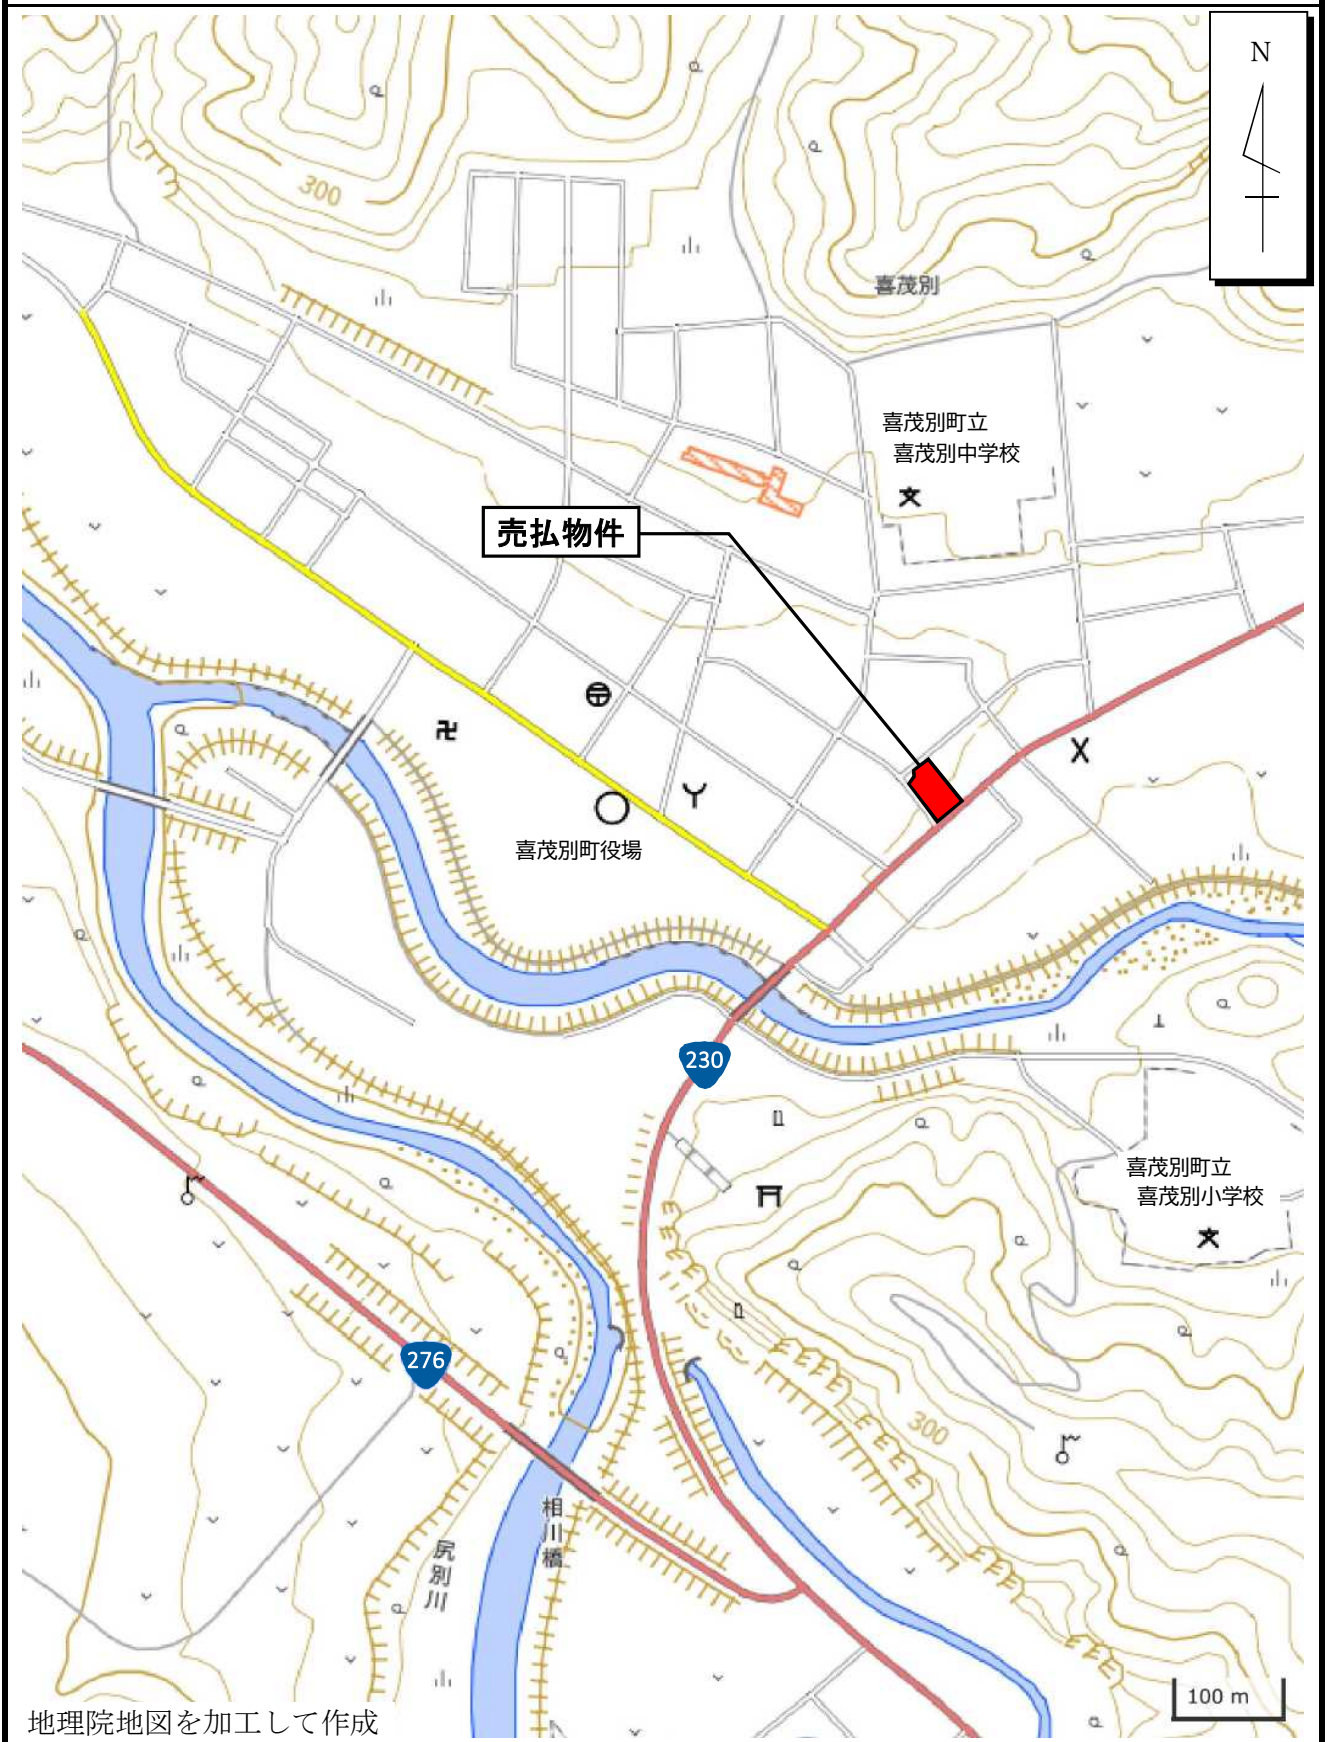 N
300
喜茂別
喜茂別町立
喜茂別中学校
売払物件
喜茂別町役場
230
喜茂別町立
喜茂別小学校
276
300
相川橋
尻別川
100 m
地理院地図を加工して作成